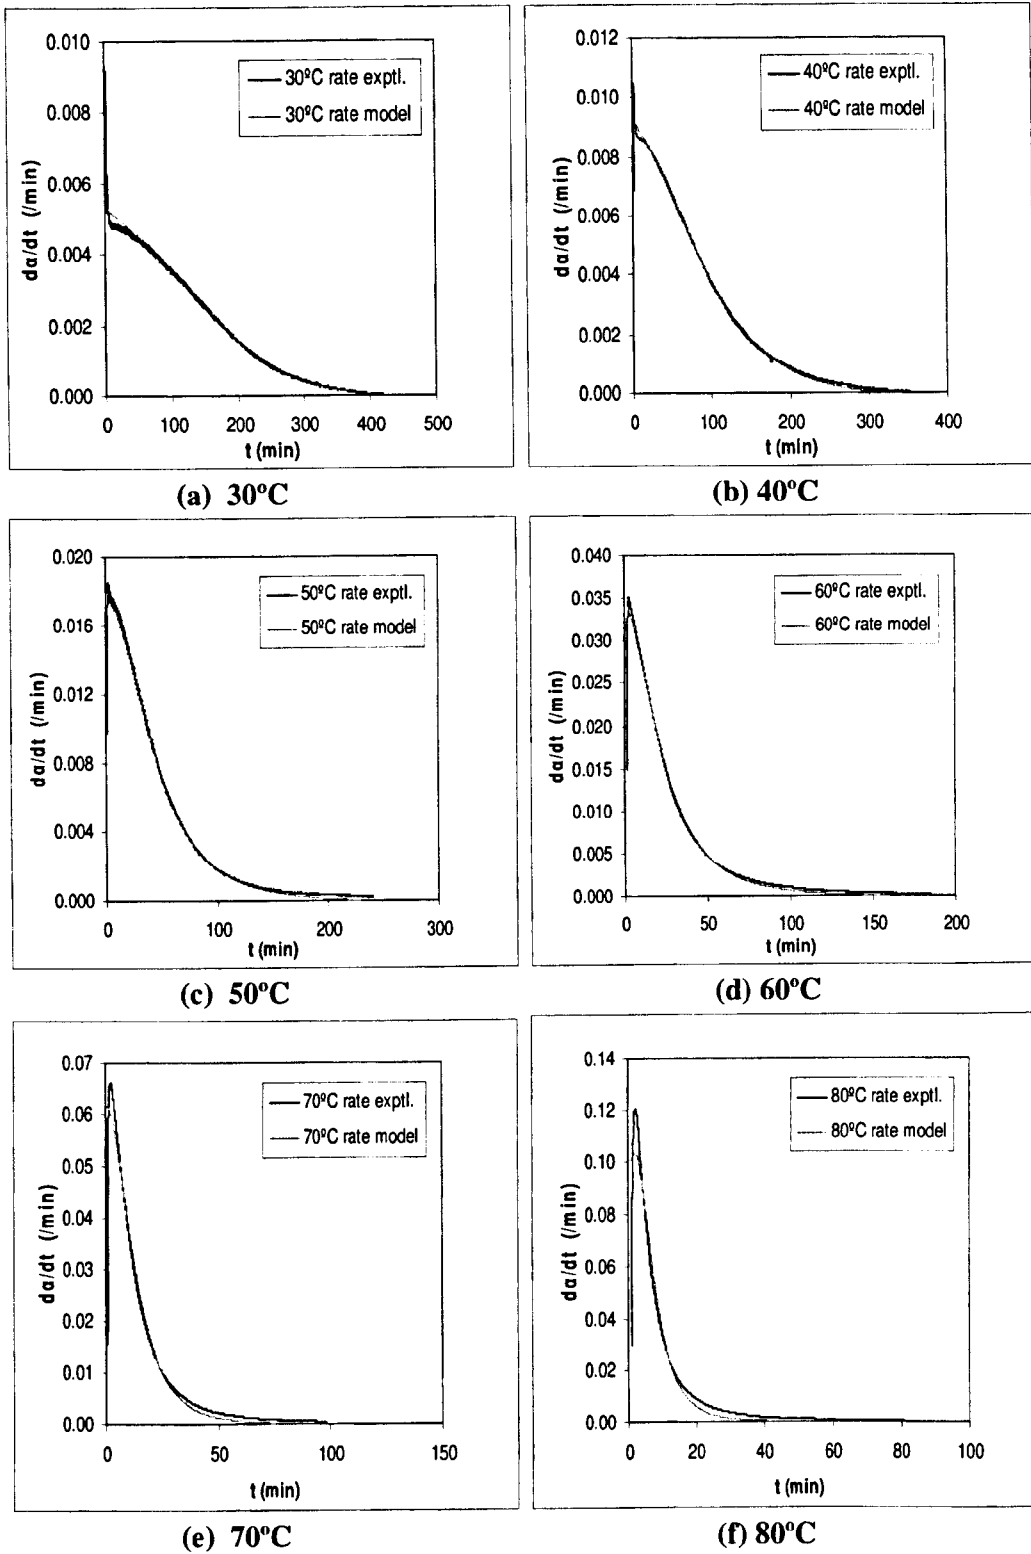 0.010
0.008
0.006
0.004
0.002
0.000
dα/dt (/min)
30ºC rate exptl.
30ºC rate model
0 100 200 300 400 500
t (min)
(a) 30ºC
0.012
0.010
0.008
0.006
0.004
0.002
0.000
dα/dt (/min)
40ºC rate exptl.
40ºC rate model
0 100 200 300 400
t (min)
(b) 40ºC
0.020
0.016
0.012
0.008
0.004
0.000
dα/dt (/min)
50ºC rate exptl.
50ºC rate model
0 100 200 300
t (min)
(c) 50ºC
0.040
0.035
0.030
0.025
0.020
0.015
0.010
0.005
0.000
dα/dt (/min)
60ºC rate exptl.
60ºC rate model
0 50 100 150 200
t (min)
(d) 60ºC
0.07
0.06
0.05
0.04
0.03
0.02
0.01
0.00
dα/dt (/min)
70ºC rate exptl.
70ºC rate model
0 50 100 150
t (min)
(e) 70ºC
0.14
0.12
0.10
0.08
0.06
0.04
0.02
0.00
dα/dt (/min)
80ºC rate exptl.
80ºC rate model
0 20 40 60 80 100
t (min)
(f) 80ºC